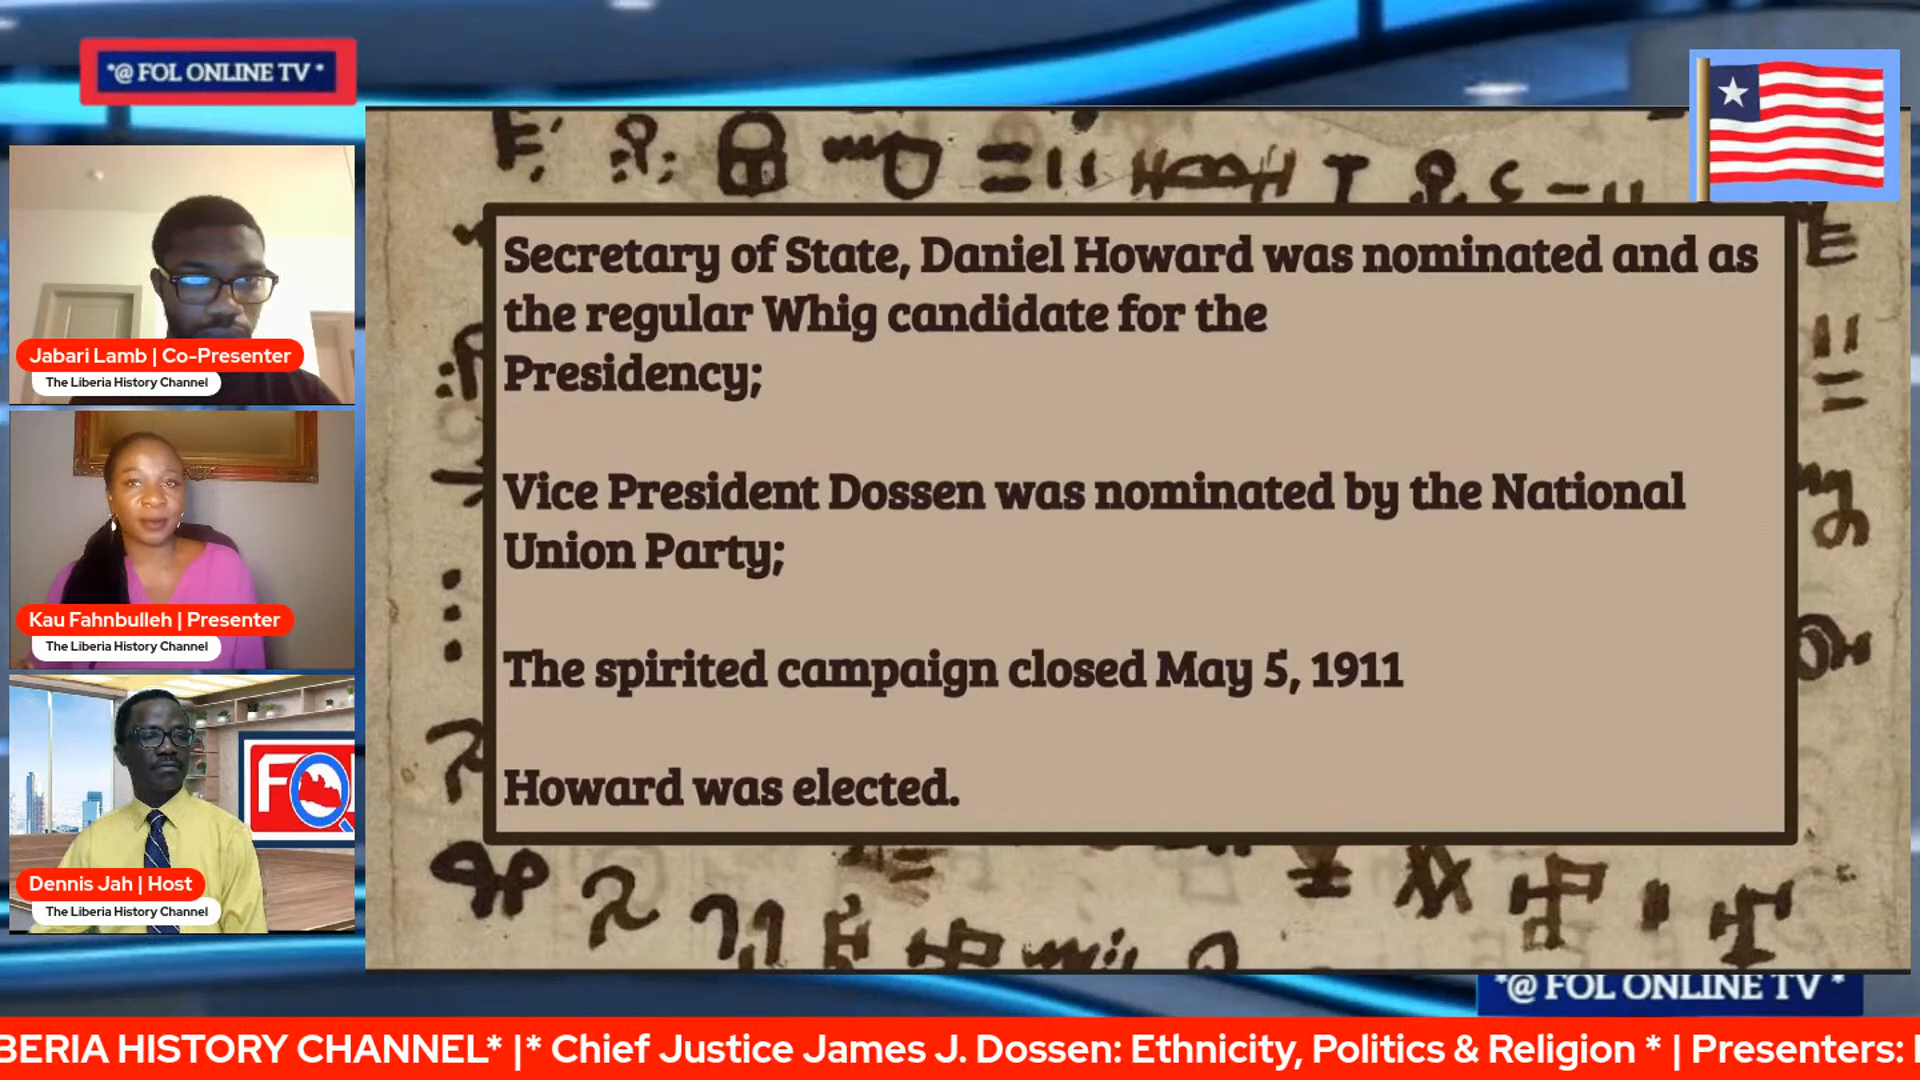 *@ FOL ONLINE TV *
Secretary of State, Daniel Howard was nominated and as
the regular Whig candidate for the
Presidency;
Vice President Dossen was nominated by the National
Union Party;
The spirited campaign closed May 5, 1911
Howard was elected.
Jabari Lamb | Co-Presenter
The Liberia History Channel
Kau Fahnbulleh | Presenter
The Liberia History Channel
Dennis Jah | Host
The Liberia History Channel
*@ FOL ONLINE TV *
BERIA HISTORY CHANNEL* |* Chief Justice James J. Dossen: Ethnicity, Politics & Religion * | Presenters: